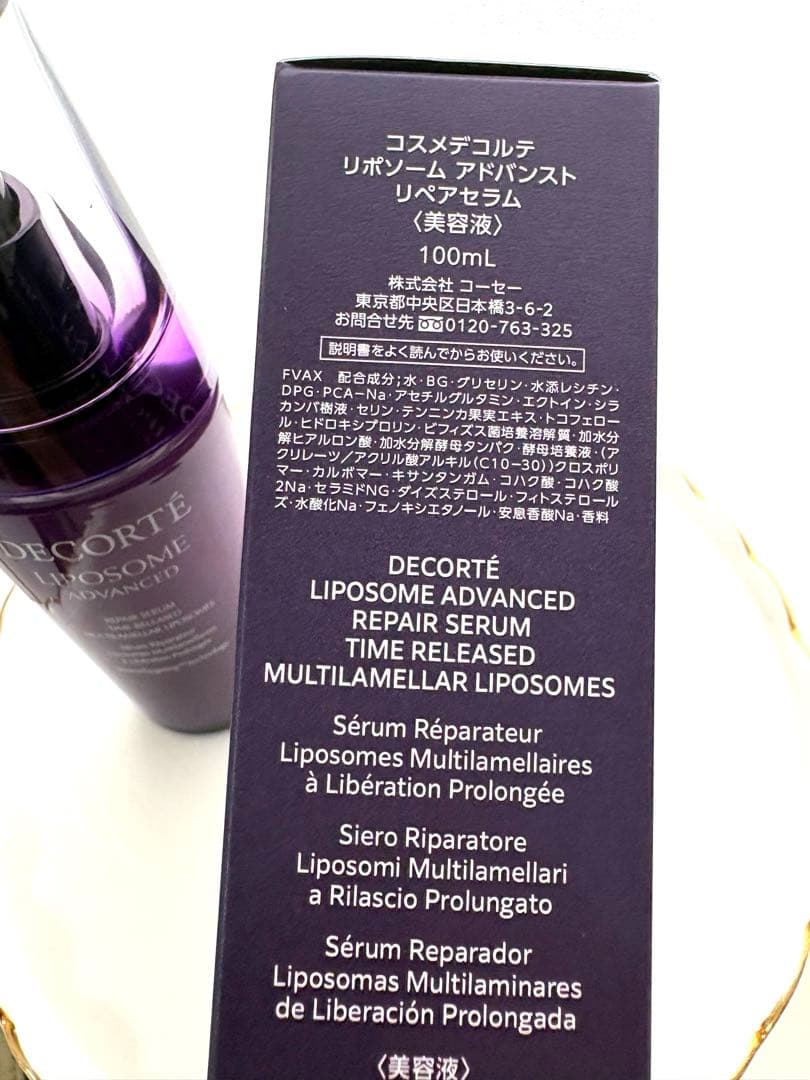 コスメデコルテ
リポソーム アドバンスト
リペアセラム
〈美容液〉
100mL
株式会社 コーセー
東京都中央区日本橋3-6-2
お問合せ先 0120-763-325
説明書をよく読んでからお使いください。
FVAX 配合成分;水・BG・グリセリン・水添レシチン・
DPG・PCA-Na・アセチルグルタミン・エクトイン・シラ
カンバ樹液・セリン・テンニンカ果実エキス・トコフェロー
ル・ヒドロキシプロリン・ビフィズス菌培養溶解質・加水分
解ヒアルロン酸・加水分解酵母タンパク・酵母培養液・(ア
クリレーツ/アクリル酸アルキル(C10-30))クロスポリ
マー・カルボマー・キサンタンガム・コハク酸・コハク酸
2Na・セラミドNG・ダイズステロール・フィトステロール
ズ・水酸化Na・フェノキシエタノール・安息香酸Na・香料
DECORTÉ
LIPOSOME ADVANCED
REPAIR SERUM
TIME RELEASED
MULTILAMELLAR LIPOSOMES
Sérum Réparateur
Liposomes Multilamellaires
à Libération Prolongée
Siero Riparatore
Liposomi Multilamellari
a Rilascio Prolungato
Sérum Reparador
Liposomas Multilaminares
de Liberación Prolongada
〈美容液〉
DECORTÉ
LIPOSOME
ADVANCED
REPAIR SERUM
TIME RELEASED
MULTILAMELLAR LIPOSOMES
Sérum Réparateur